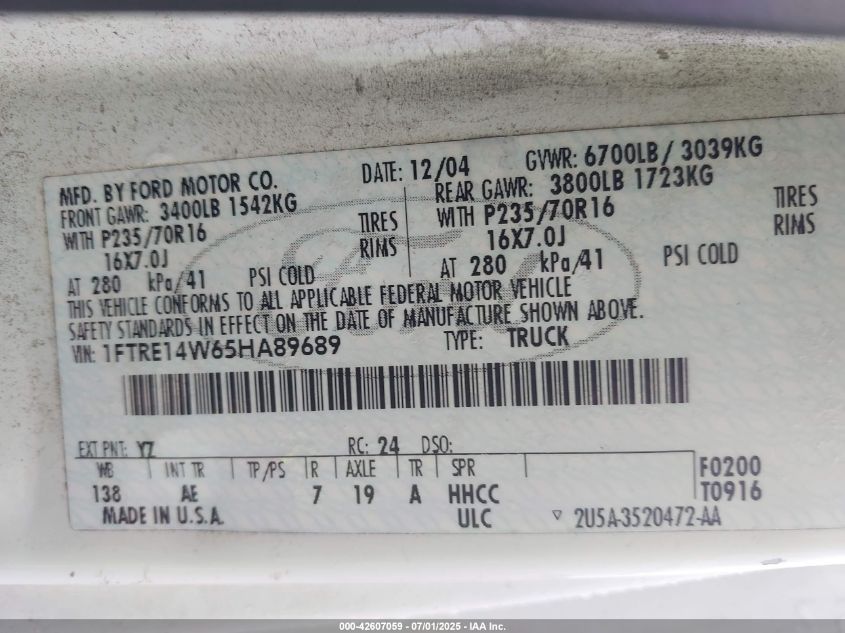 MFD. BY FORD MOTOR CO. DATE: 12/04 GVWR: 6700LB / 3039KG
FRONT GAWR: 3400LB 1542KG REAR GAWR: 3800LB 1723KG
WITH P235/70R16 TIRES WITH P235/70R16 TIRES
16X7.0J RIMS 16X7.0J RIMS
AT 280 kPa/41 PSI COLD AT 280 kPa/41 PSI COLD
THIS VEHICLE CONFORMS TO ALL APPLICABLE FEDERAL MOTOR VEHICLE
SAFETY STANDARDS IN EFFECT ON THE DATE OF MANUFACTURE SHOWN ABOVE.
VIN: 1FTRE14W65HA89689 TYPE: TRUCK
EXT PNT: YZ RC: 24 DSO:
WB INT TR TP/PS R AXLE TR SPR F0200
138 AE 7 19 A HHCC T0916
MADE IN U.S.A. ULC ▽ 2U5A-3520472-AA
000-42607059 - 07/01/2025 - IAA Inc.